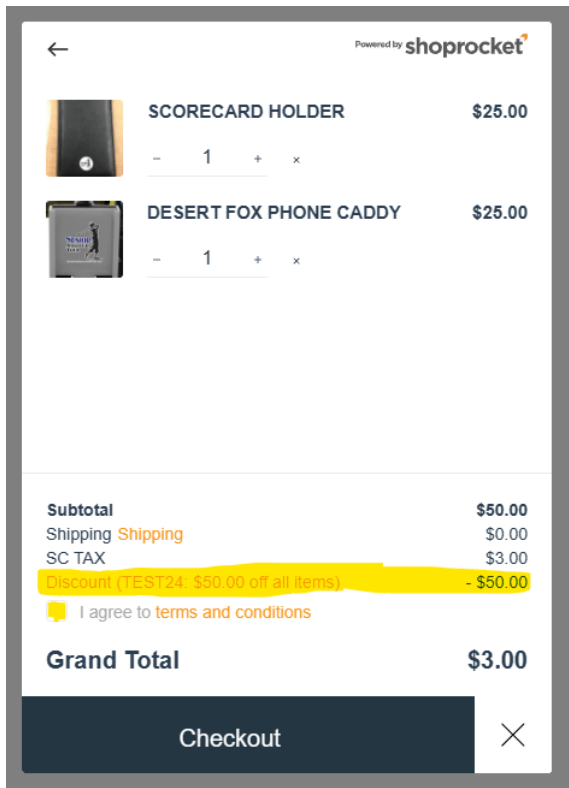 ←
Powered by shoprocket
SCORECARD HOLDER $25.00
− 1 + ×
DESERT FOX PHONE CADDY $25.00
− 1 + ×
Subtotal $50.00
Shipping Shipping $0.00
SC TAX $3.00
Discount (TEST24: $50.00 off all items) - $50.00
I agree to terms and conditions
Grand Total $3.00
Checkout ×